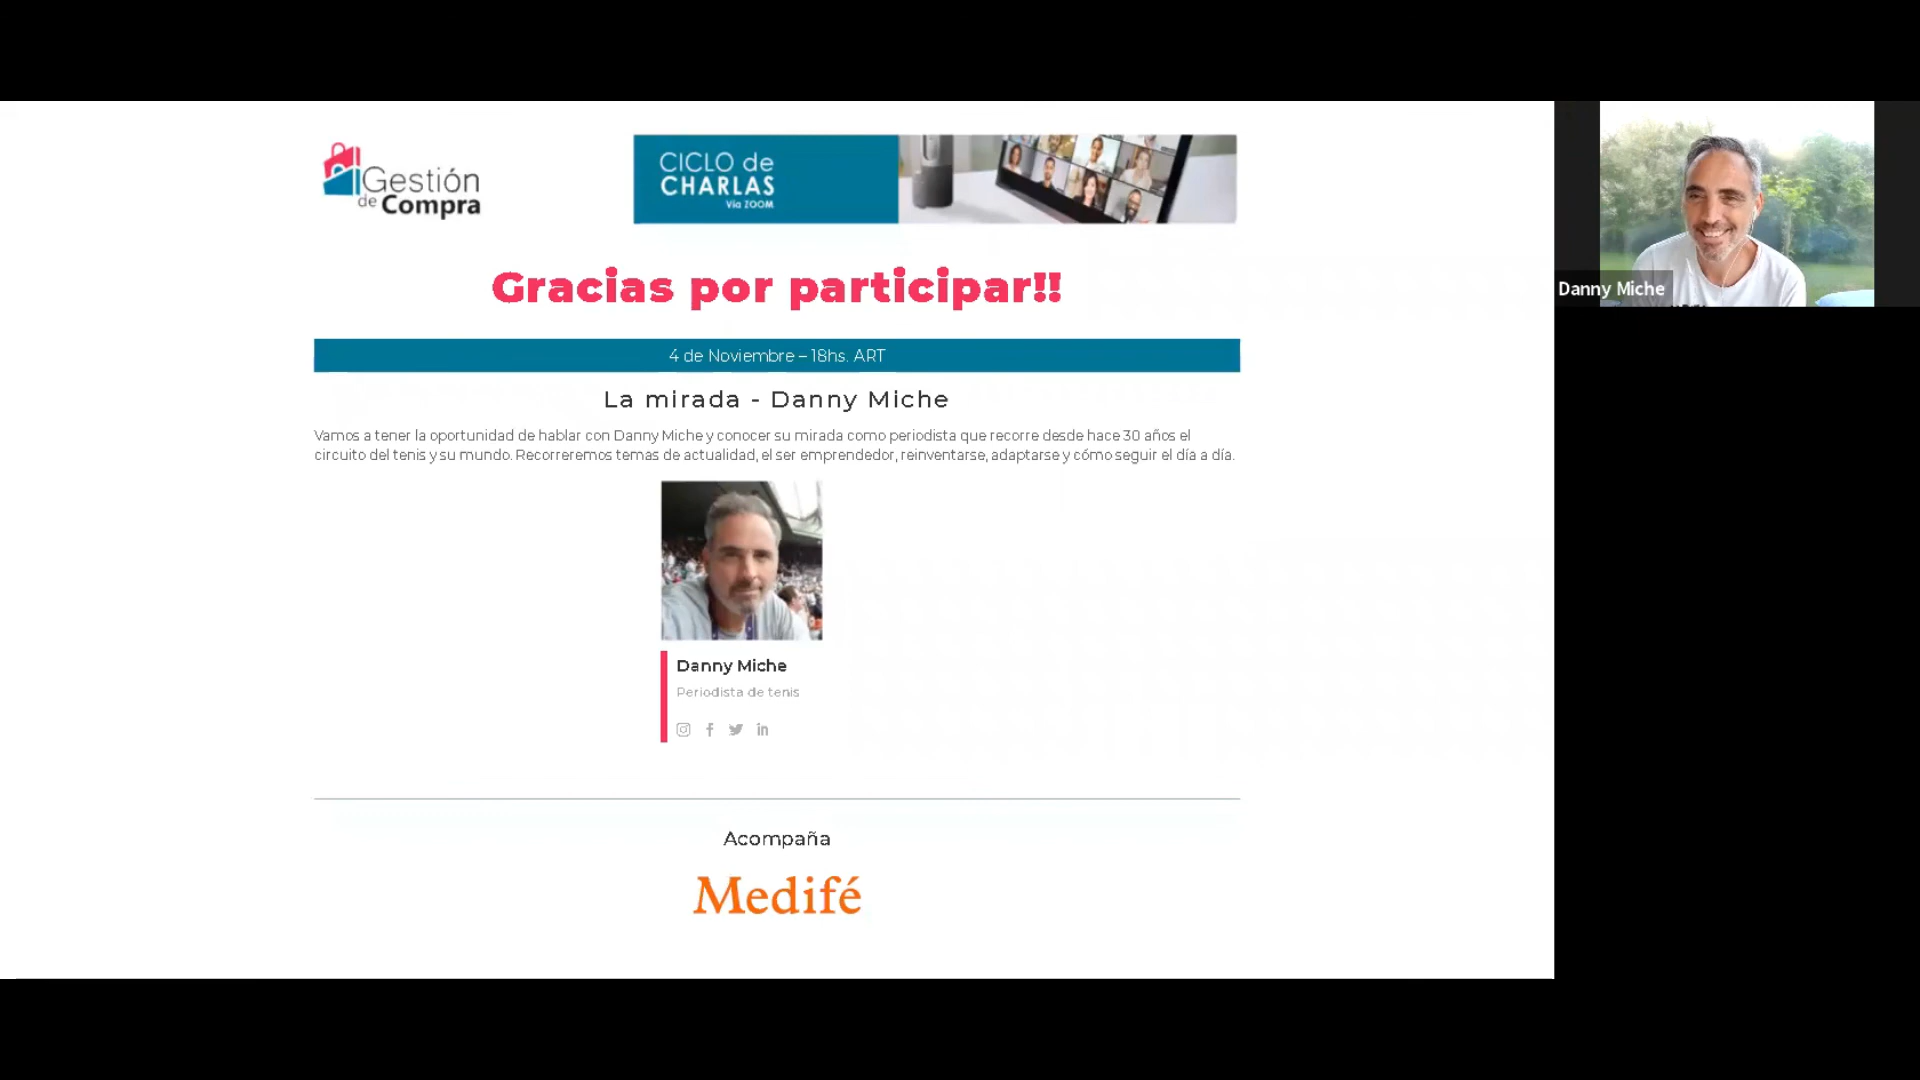 Gestión
de Compra
CICLO de
CHARLAS
Vía ZOOM
Gracias por participar!!
4 de Noviembre – 18hs. ART
La mirada - Danny Miche
Vamos a tener la oportunidad de hablar con Danny Miche y conocer su mirada como periodista que recorre desde hace 30 años el
circuito del tenis y su mundo. Recorreremos temas de actualidad, el ser emprendedor, reinventarse, adaptarse y cómo seguir el día a día.
Danny Miche
Periodista de tenis
Acompaña
Medifé
Danny Miche